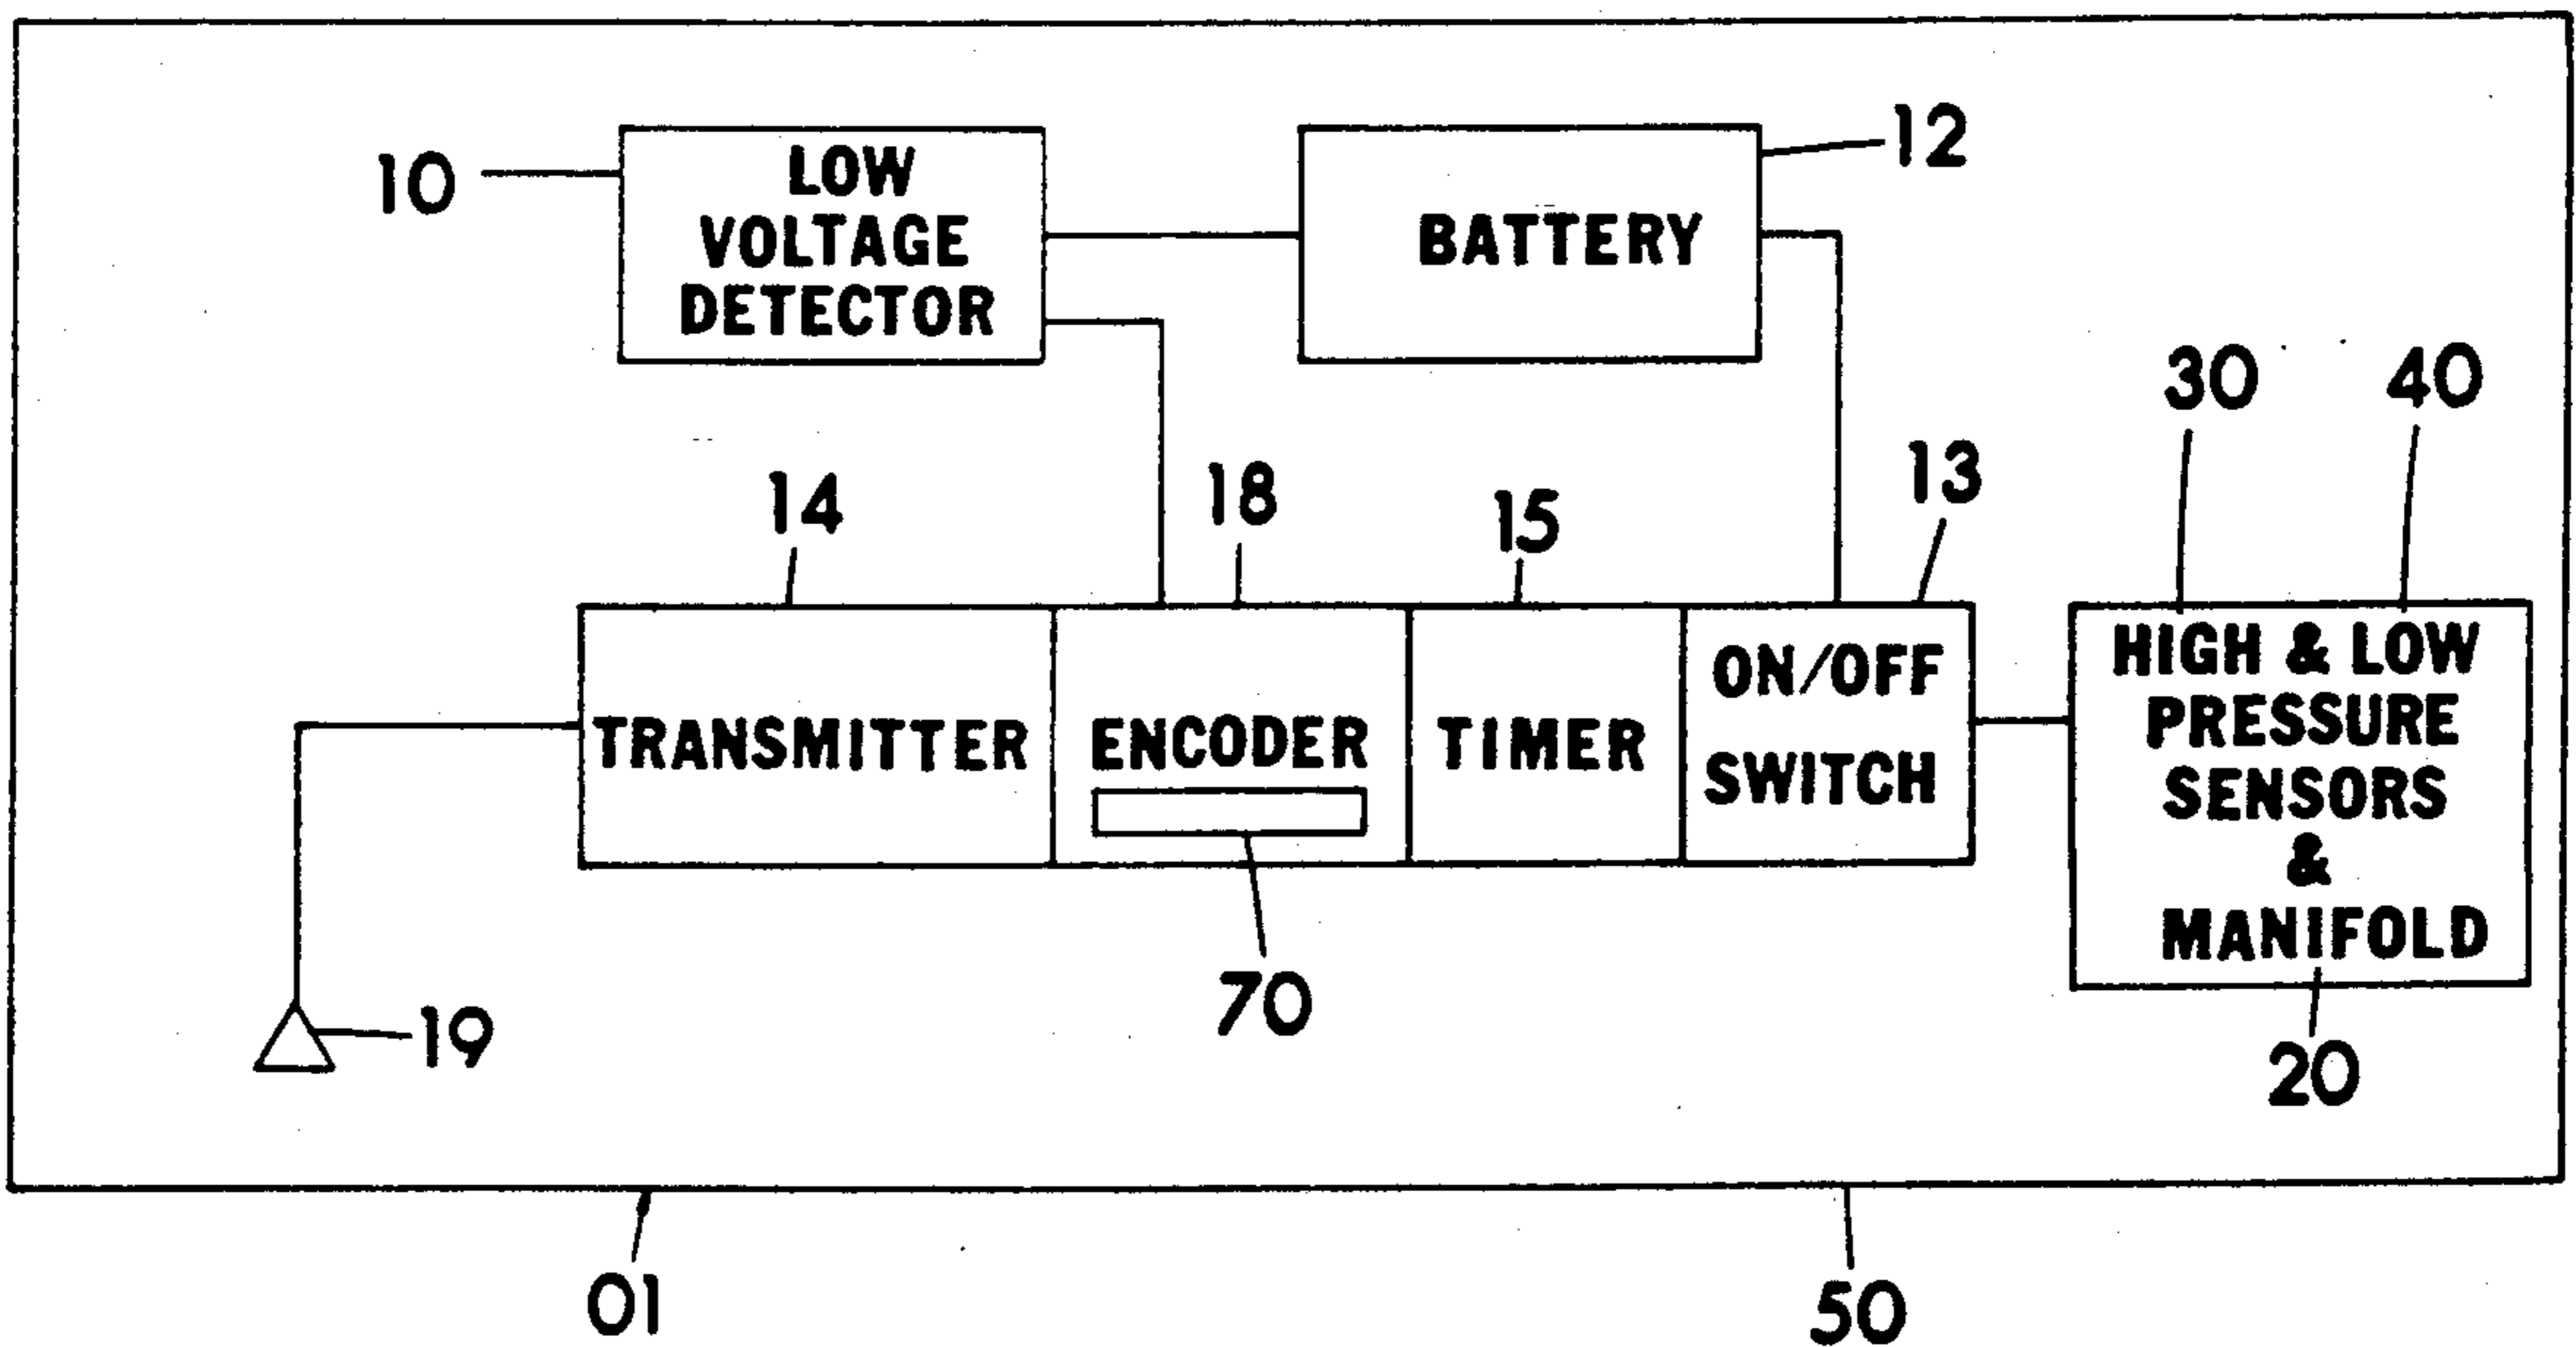 12
10
LOW
VOLTAGE
DETECTOR
BATTERY
30
40
13
18
14
15
ON/OFF
SWITCH
TRANSMITTER
ENCODER
TIMER
HIGH & LOW
PRESSURE
SENSORS
&
MANIFOLD
70
19
20
01
50